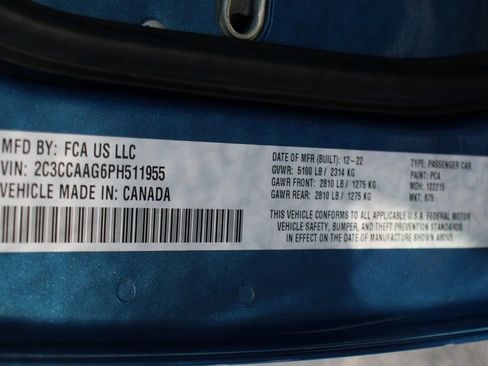 MFD BY: FCA US LLC
VIN: 2C3CCAAG6PH511955
VEHICLE MADE IN: CANADA
DATE OF MFR (BUILT): 12-22
GVWR: 5100 LB / 2314 KG
GAWR FRONT: 2810 LB / 1275 KG
GAWR REAR: 2810 LB / 1275 KG
TYPE: PASSENGER CAR
PAINT: PCA
MDH: 122215
MKT: 875
THIS VEHICLE CONFORMS TO ALL APPLICABLE U.S.A. FEDERAL MOTOR
VEHICLE SAFETY, BUMPER, AND THEFT PREVENTION STANDARDS
IN EFFECT ON THE DATE OF MANUFACTURE SHOWN ABOVE.